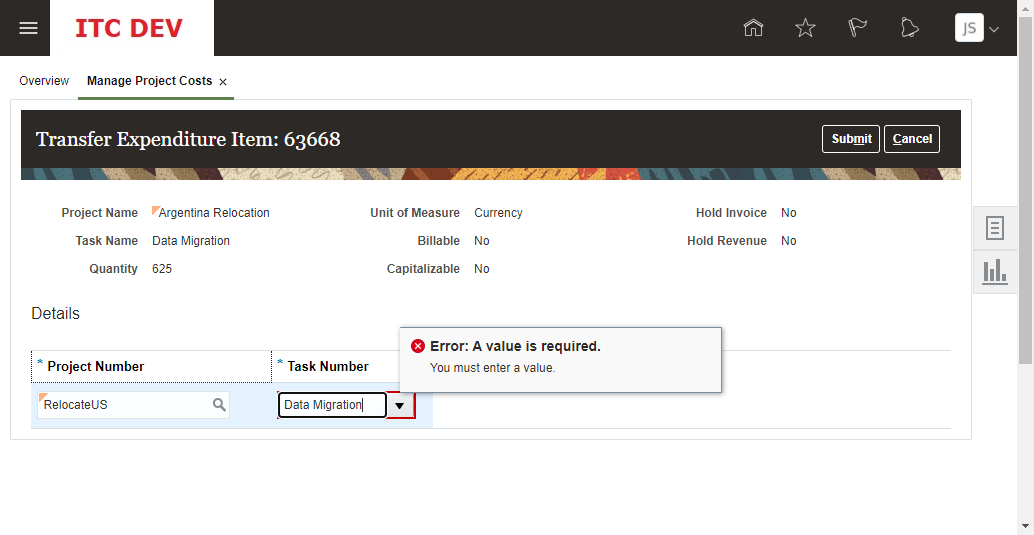 ITC DEV
JS
Overview
Manage Project Costs ×
Transfer Expenditure Item: 63668
Submit
Cancel
Project Name Argentina Relocation
Unit of Measure Currency
Hold Invoice No
Task Name Data Migration
Billable No
Hold Revenue No
Quantity 625
Capitalizable No
Details
Error: A value is required.
You must enter a value.
* Project Number
* Task Number
RelocateUS
Data Migration